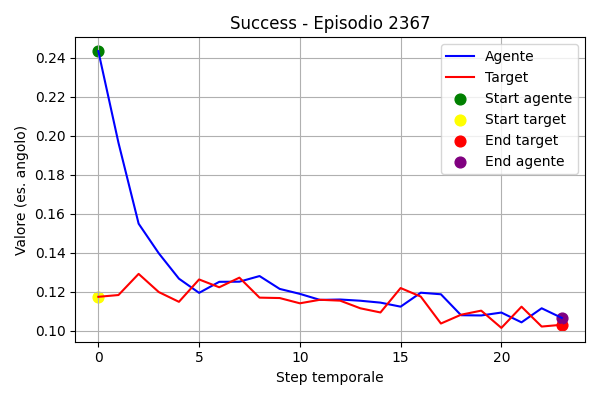 Success - Episodio 2367
Valore (es. angolo)
0.24
0.22
0.20
0.18
0.16
0.14
0.12
0.10
Agente
Target
Start agente
Start target
End target
End agente
0
5
10
15
20
Step temporale